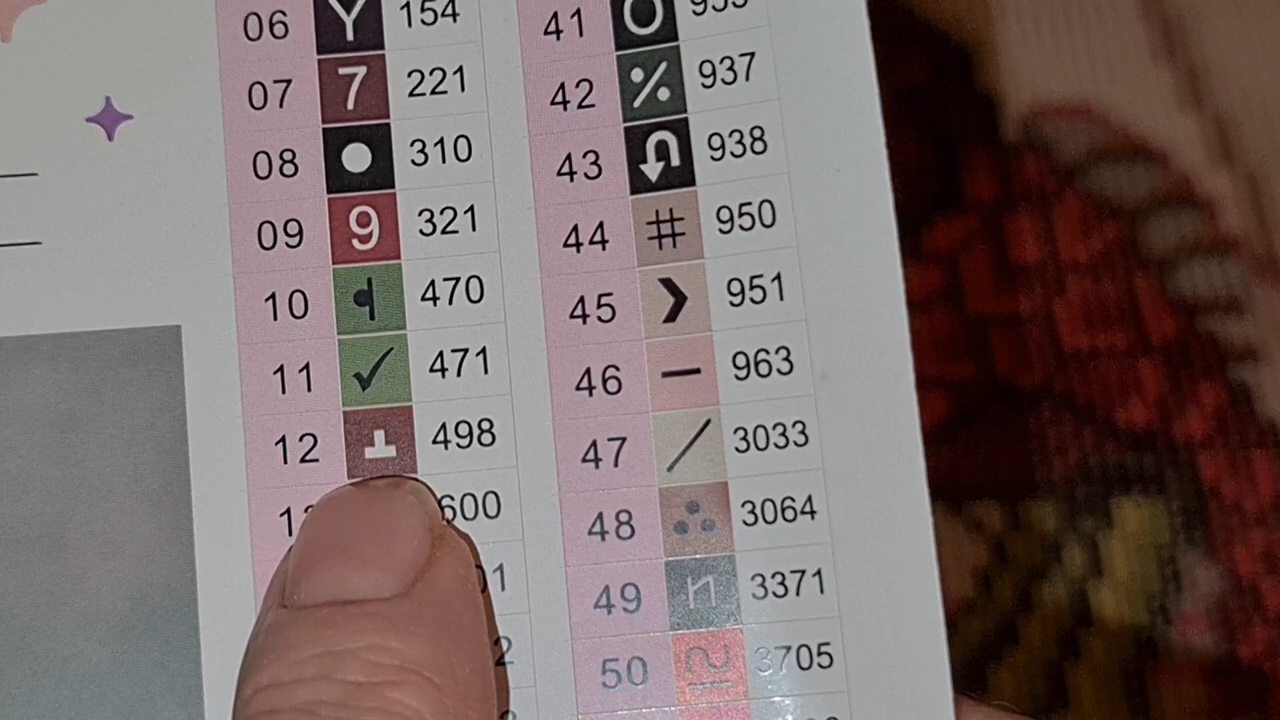 06 Y 154
07 7 221
08 310
09 9 321
10 470
11 ✓ 471
12 498
600
41 O
42 % 937
43 938
44 # 950
45 951
46 — 963
47 / 3033
48 3064
49 3371
50 3705